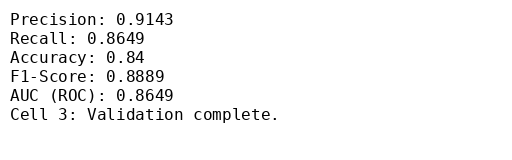 Precision: 0.9143
Recall: 0.8649
Accuracy: 0.84
F1-Score: 0.8889
AUC (ROC): 0.8649
Cell 3: Validation complete.